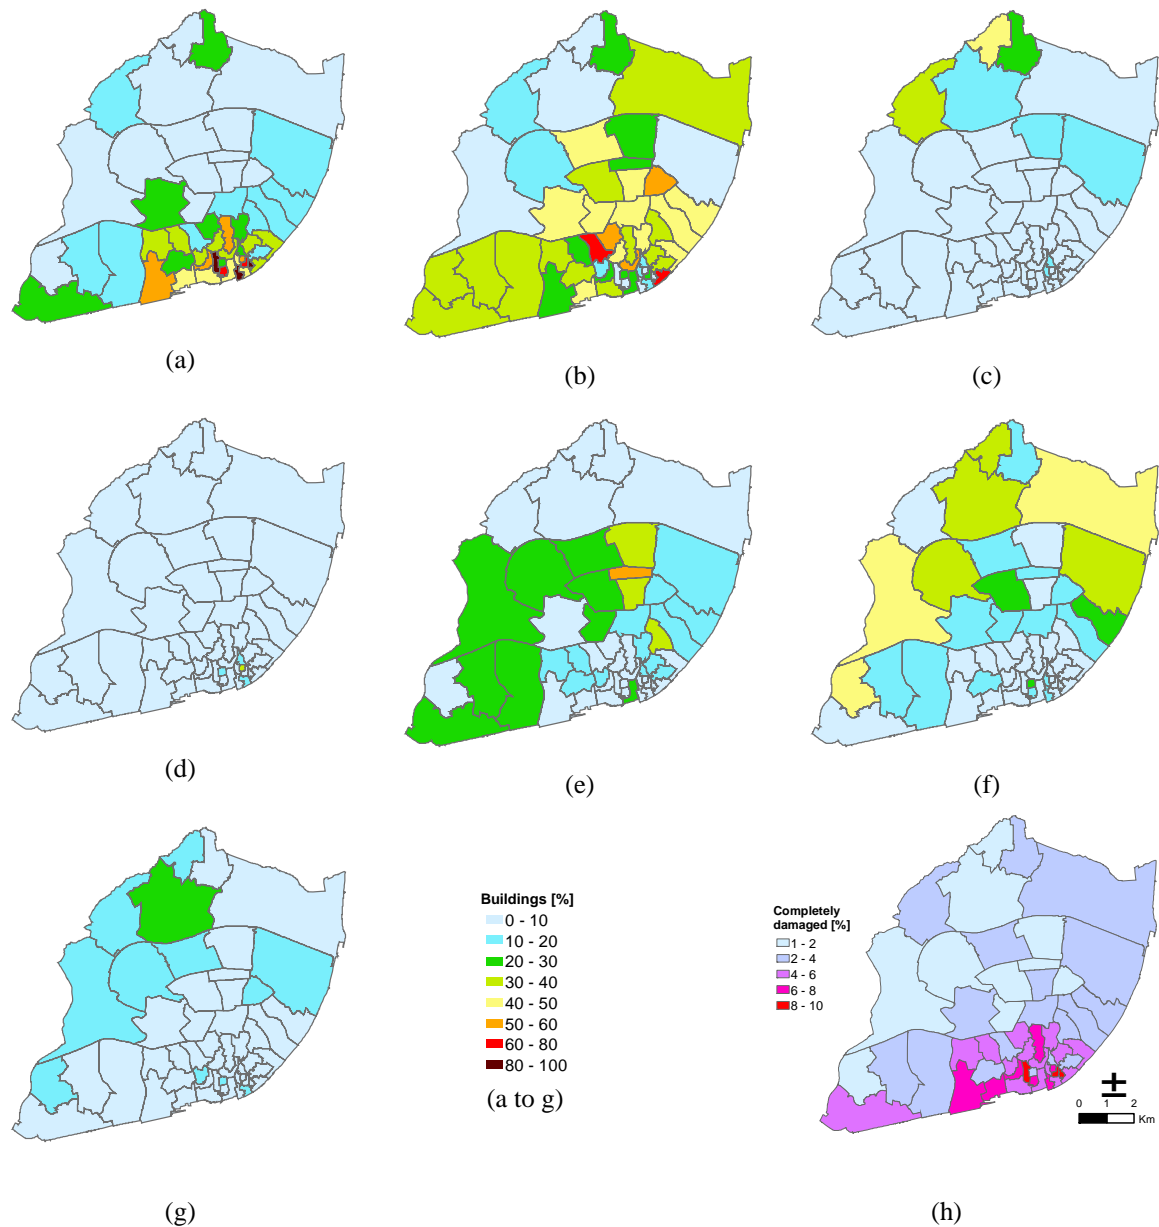 (a)
(b)
(c)
(d)
(e)
(f)
Buildings [%]
0 - 10
10 - 20
20 - 30
30 - 40
40 - 50
50 - 60
60 - 80
80 - 100
(a to g)
Completely
damaged [%]
1 - 2
2 - 4
4 - 6
6 - 8
8 - 10
0 1 2
Km
(g)
(h)